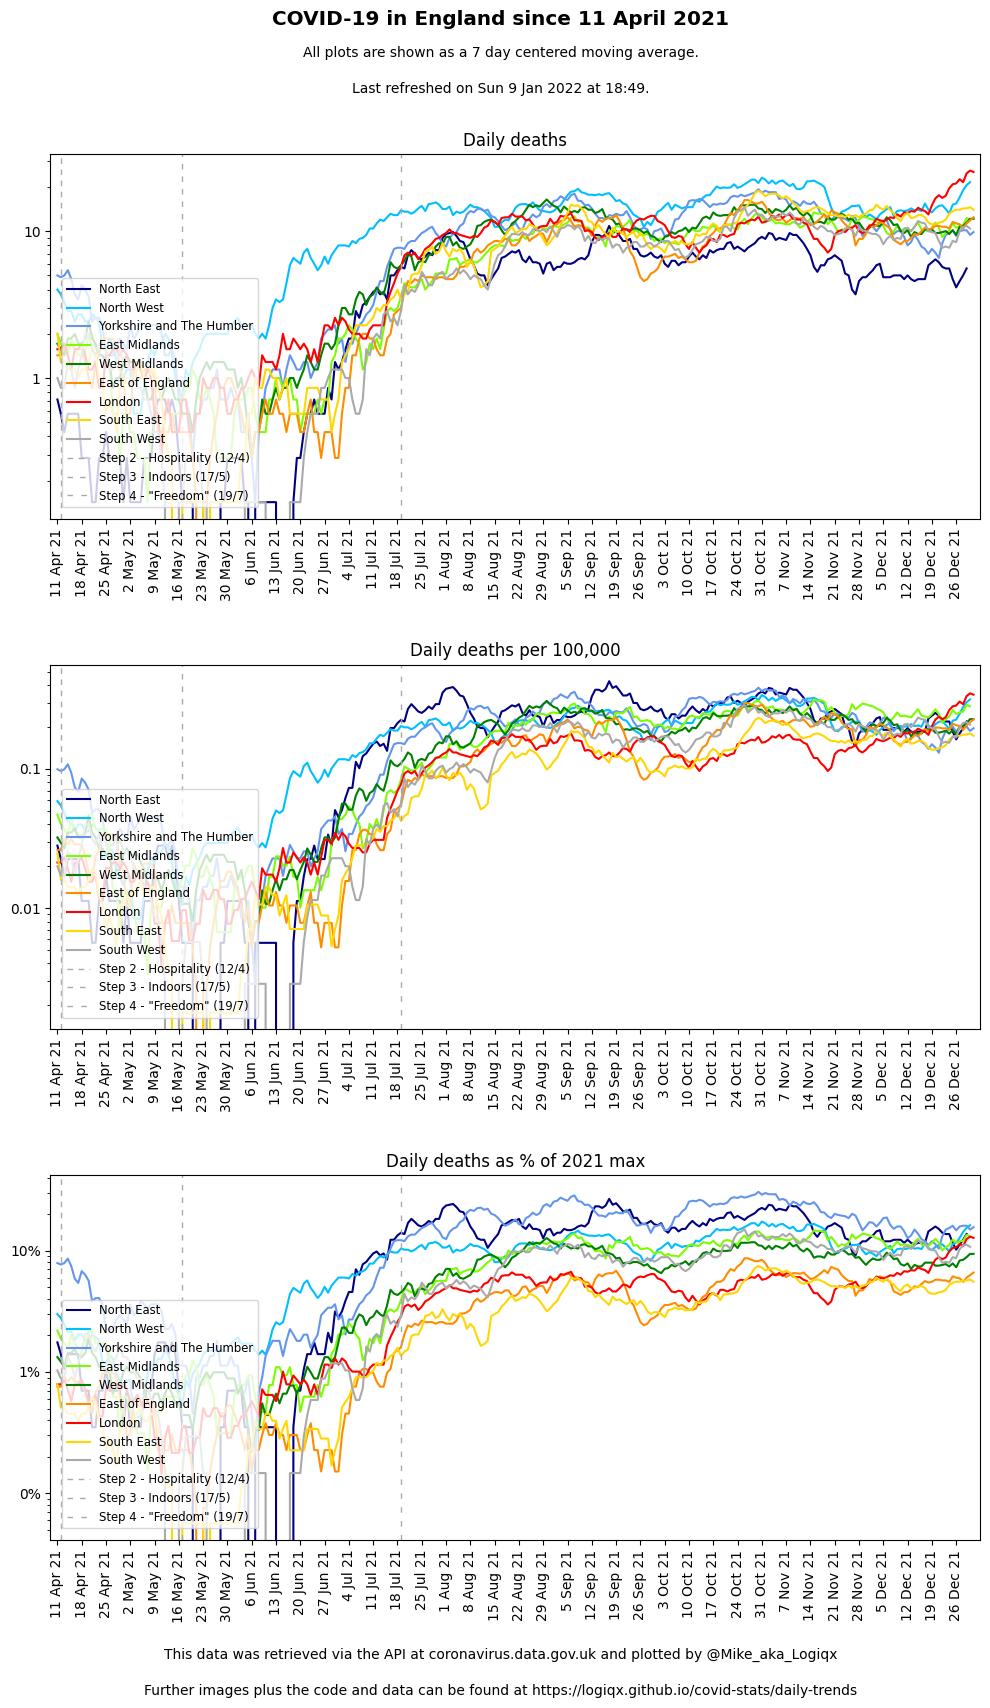 COVID-19 in England since 11 April 2021
All plots are shown as a 7 day centered moving average.
Last refreshed on Sun 9 Jan 2022 at 18:49.
Daily deaths
10
1
North East
North West
Yorkshire and The Humber
East Midlands
West Midlands
East of England
London
South East
South West
Step 2 - Hospitality (12/4)
Step 3 - Indoors (17/5)
Step 4 - "Freedom" (19/7)
11 Apr 21
18 Apr 21
25 Apr 21
2 May 21
9 May 21
16 May 21
23 May 21
30 May 21
6 Jun 21
13 Jun 21
20 Jun 21
27 Jun 21
4 Jul 21
11 Jul 21
18 Jul 21
25 Jul 21
1 Aug 21
8 Aug 21
15 Aug 21
22 Aug 21
29 Aug 21
5 Sep 21
12 Sep 21
19 Sep 21
26 Sep 21
3 Oct 21
10 Oct 21
17 Oct 21
24 Oct 21
31 Oct 21
7 Nov 21
14 Nov 21
21 Nov 21
28 Nov 21
5 Dec 21
12 Dec 21
19 Dec 21
26 Dec 21
Daily deaths per 100,000
0.1
0.01
North East
North West
Yorkshire and The Humber
East Midlands
West Midlands
East of England
London
South East
South West
Step 2 - Hospitality (12/4)
Step 3 - Indoors (17/5)
Step 4 - "Freedom" (19/7)
11 Apr 21
18 Apr 21
25 Apr 21
2 May 21
9 May 21
16 May 21
23 May 21
30 May 21
6 Jun 21
13 Jun 21
20 Jun 21
27 Jun 21
4 Jul 21
11 Jul 21
18 Jul 21
25 Jul 21
1 Aug 21
8 Aug 21
15 Aug 21
22 Aug 21
29 Aug 21
5 Sep 21
12 Sep 21
19 Sep 21
26 Sep 21
3 Oct 21
10 Oct 21
17 Oct 21
24 Oct 21
31 Oct 21
7 Nov 21
14 Nov 21
21 Nov 21
28 Nov 21
5 Dec 21
12 Dec 21
19 Dec 21
26 Dec 21
Daily deaths as % of 2021 max
10%
1%
0%
North East
North West
Yorkshire and The Humber
East Midlands
West Midlands
East of England
London
South East
South West
Step 2 - Hospitality (12/4)
Step 3 - Indoors (17/5)
Step 4 - "Freedom" (19/7)
11 Apr 21
18 Apr 21
25 Apr 21
2 May 21
9 May 21
16 May 21
23 May 21
30 May 21
6 Jun 21
13 Jun 21
20 Jun 21
27 Jun 21
4 Jul 21
11 Jul 21
18 Jul 21
25 Jul 21
1 Aug 21
8 Aug 21
15 Aug 21
22 Aug 21
29 Aug 21
5 Sep 21
12 Sep 21
19 Sep 21
26 Sep 21
3 Oct 21
10 Oct 21
17 Oct 21
24 Oct 21
31 Oct 21
7 Nov 21
14 Nov 21
21 Nov 21
28 Nov 21
5 Dec 21
12 Dec 21
19 Dec 21
26 Dec 21
This data was retrieved via the API at coronavirus.data.gov.uk and plotted by @Mike_aka_Logiqx
Further images plus the code and data can be found at https://logiqx.github.io/covid-stats/daily-trends